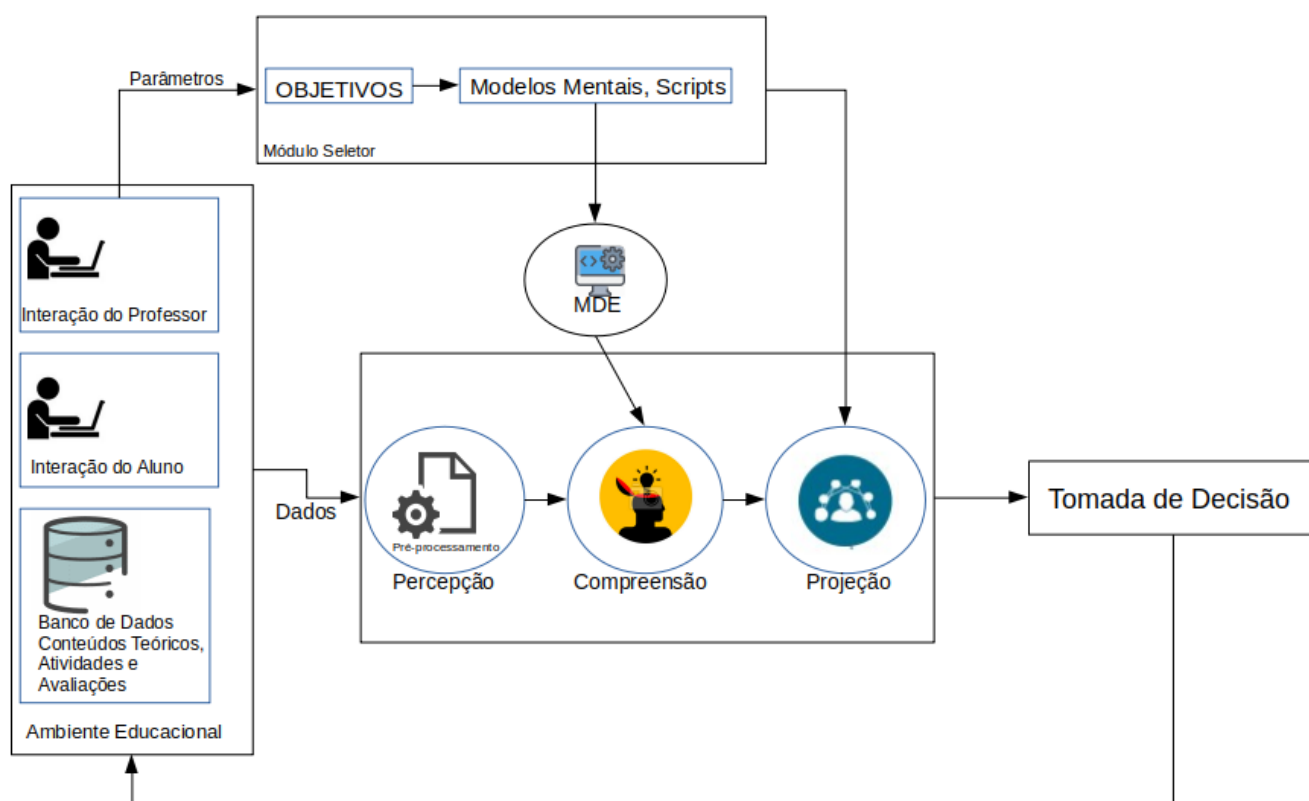 Parâmetros
OBJETIVOS
Modelos Mentais, Scripts
Módulo Seletor
Interação do Professor
MDE
Interação do Aluno
Dados
Pré-processamento
Percepção
Compreensão
Projeção
Tomada de Decisão
Banco de Dados
Conteúdos Teóricos,
Atividades e
Avaliações
Ambiente Educacional